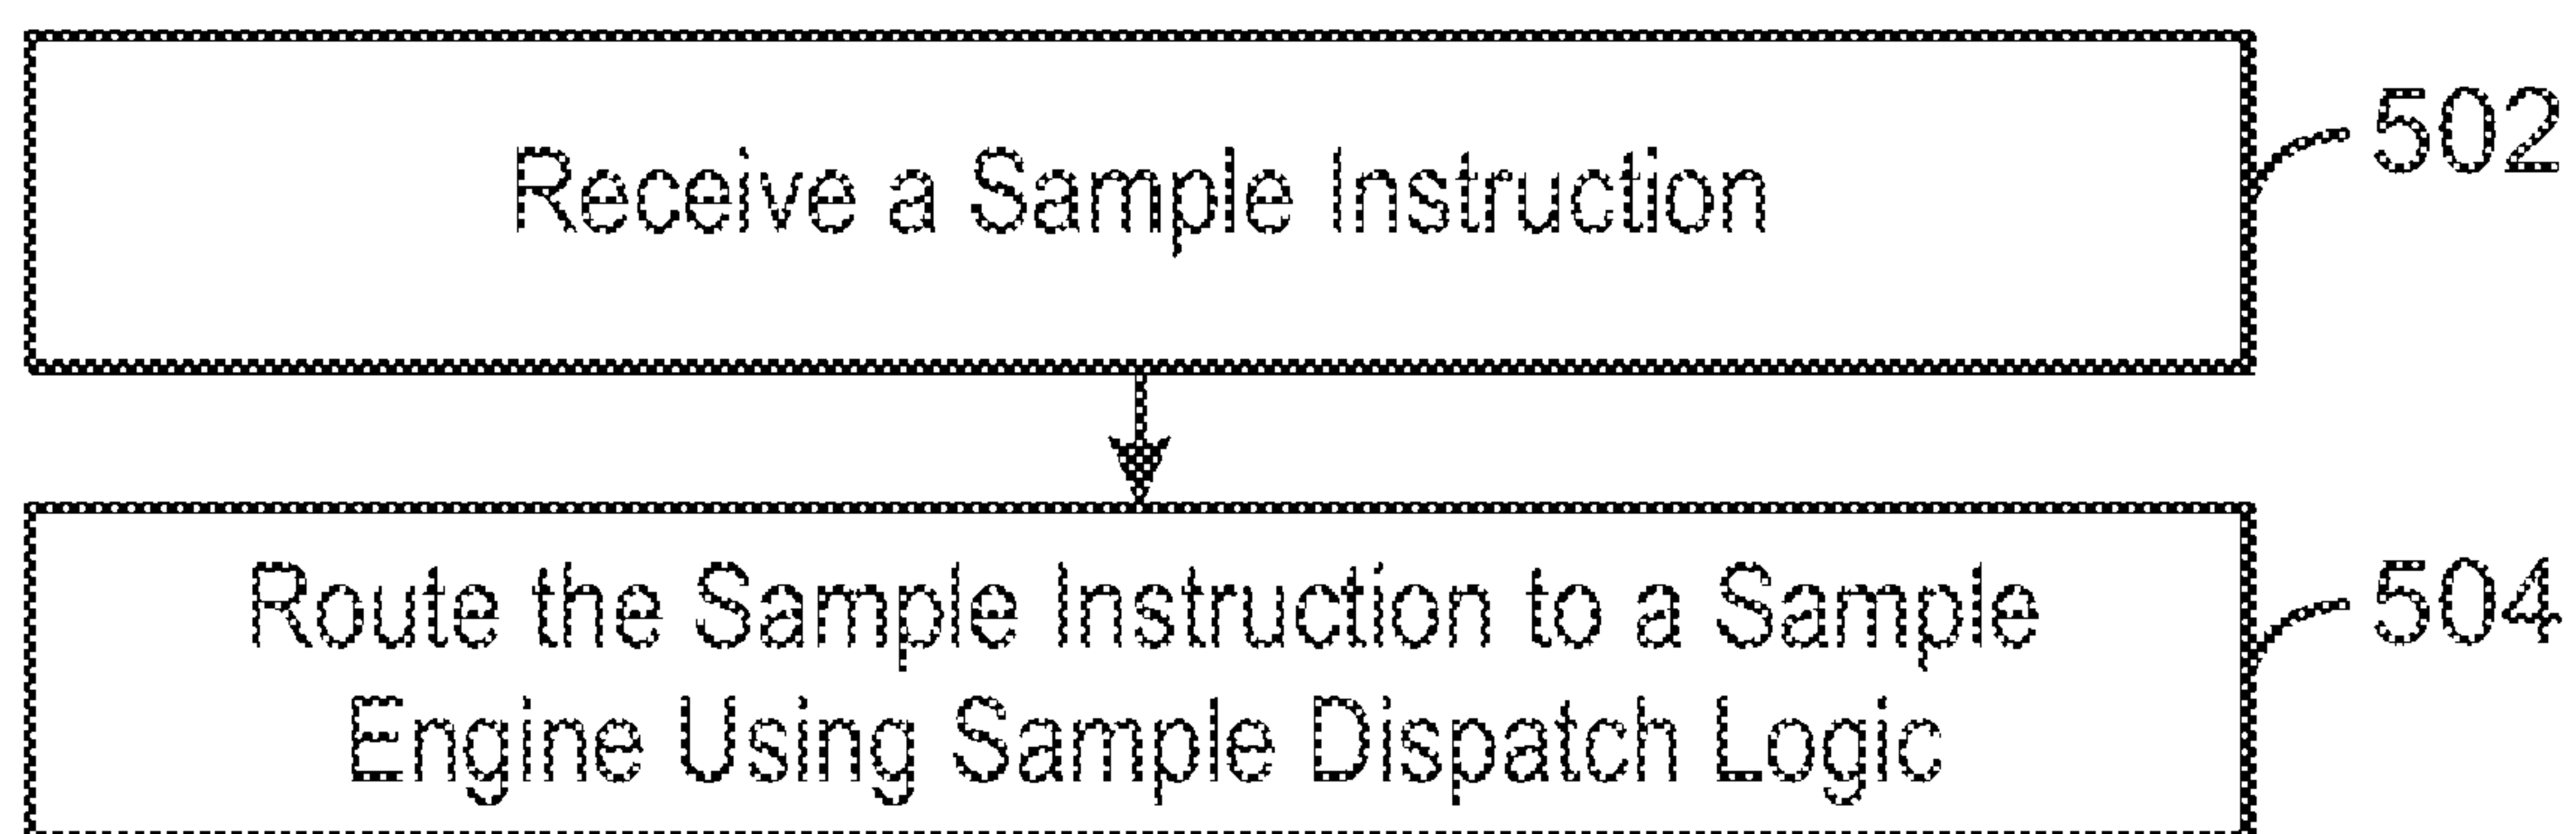 Receive a Sample Instruction
502
Route the Sample Instruction to a Sample
Engine Using Sample Dispatch Logic
504